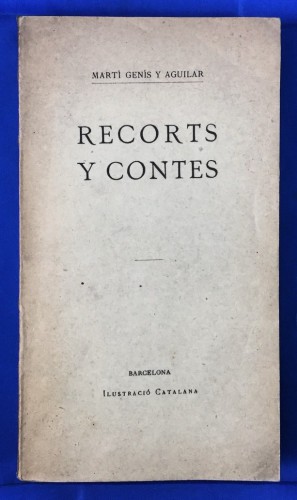 MARTÍ GENÍS Y AGUILAR
RECORTS
Y CONTES
BARCELONA
ILUSTRACIÓ CATALANA